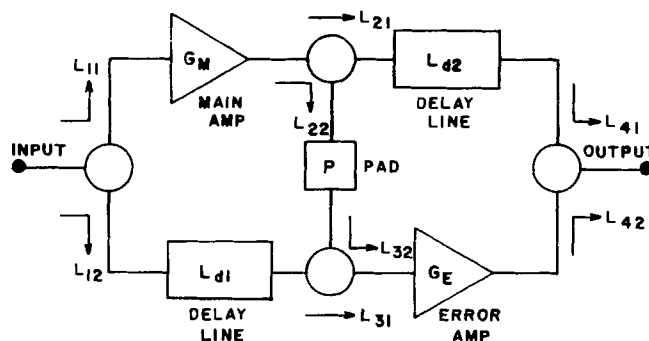 L21
L11
GM
Ld2
MAIN
AMP
L22
DELAY
LINE
L41
INPUT
P
PAD
OUTPUT
L12
L32
L42
Ld1
GE
DELAY
LINE
L31
ERROR
AMP